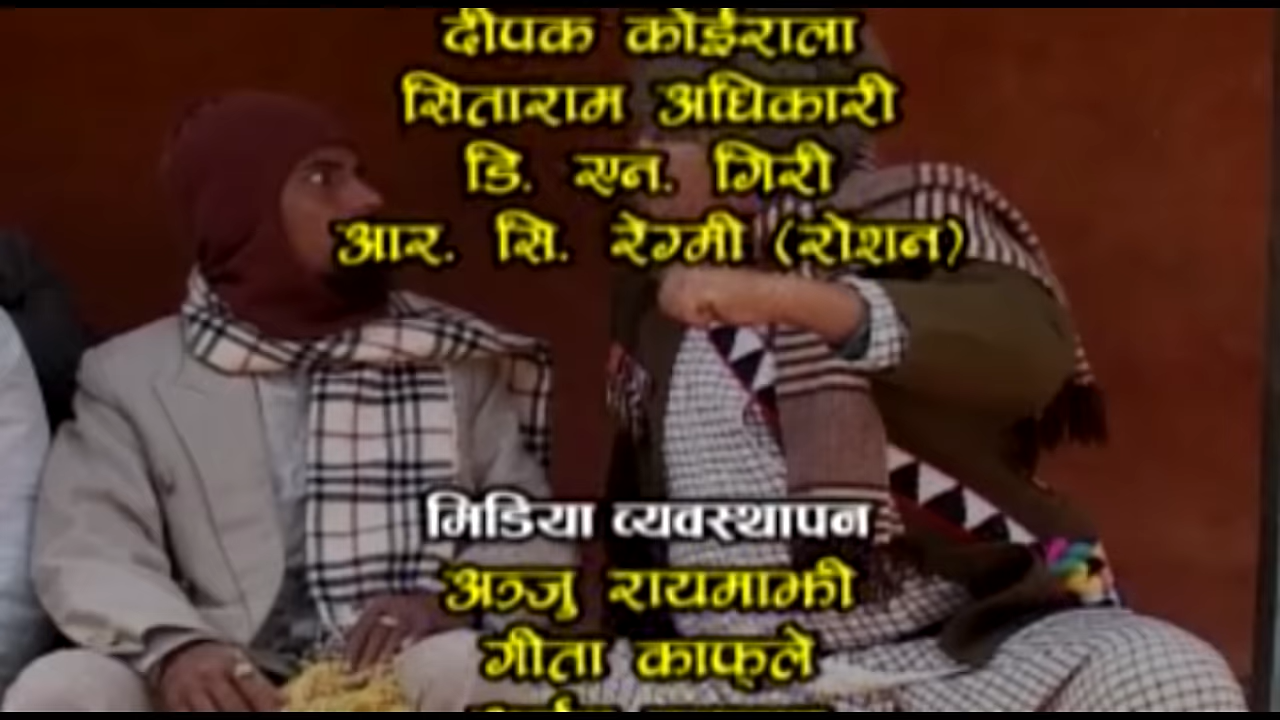 दीपक कोईराला
सिताराम अधिकारी
डि. एन. गिरी
आर. सि. रेग्मी (रोशन)
मिडिया व्यवस्थापन
अञ्जु रायमाझी
गीता काफ्ले